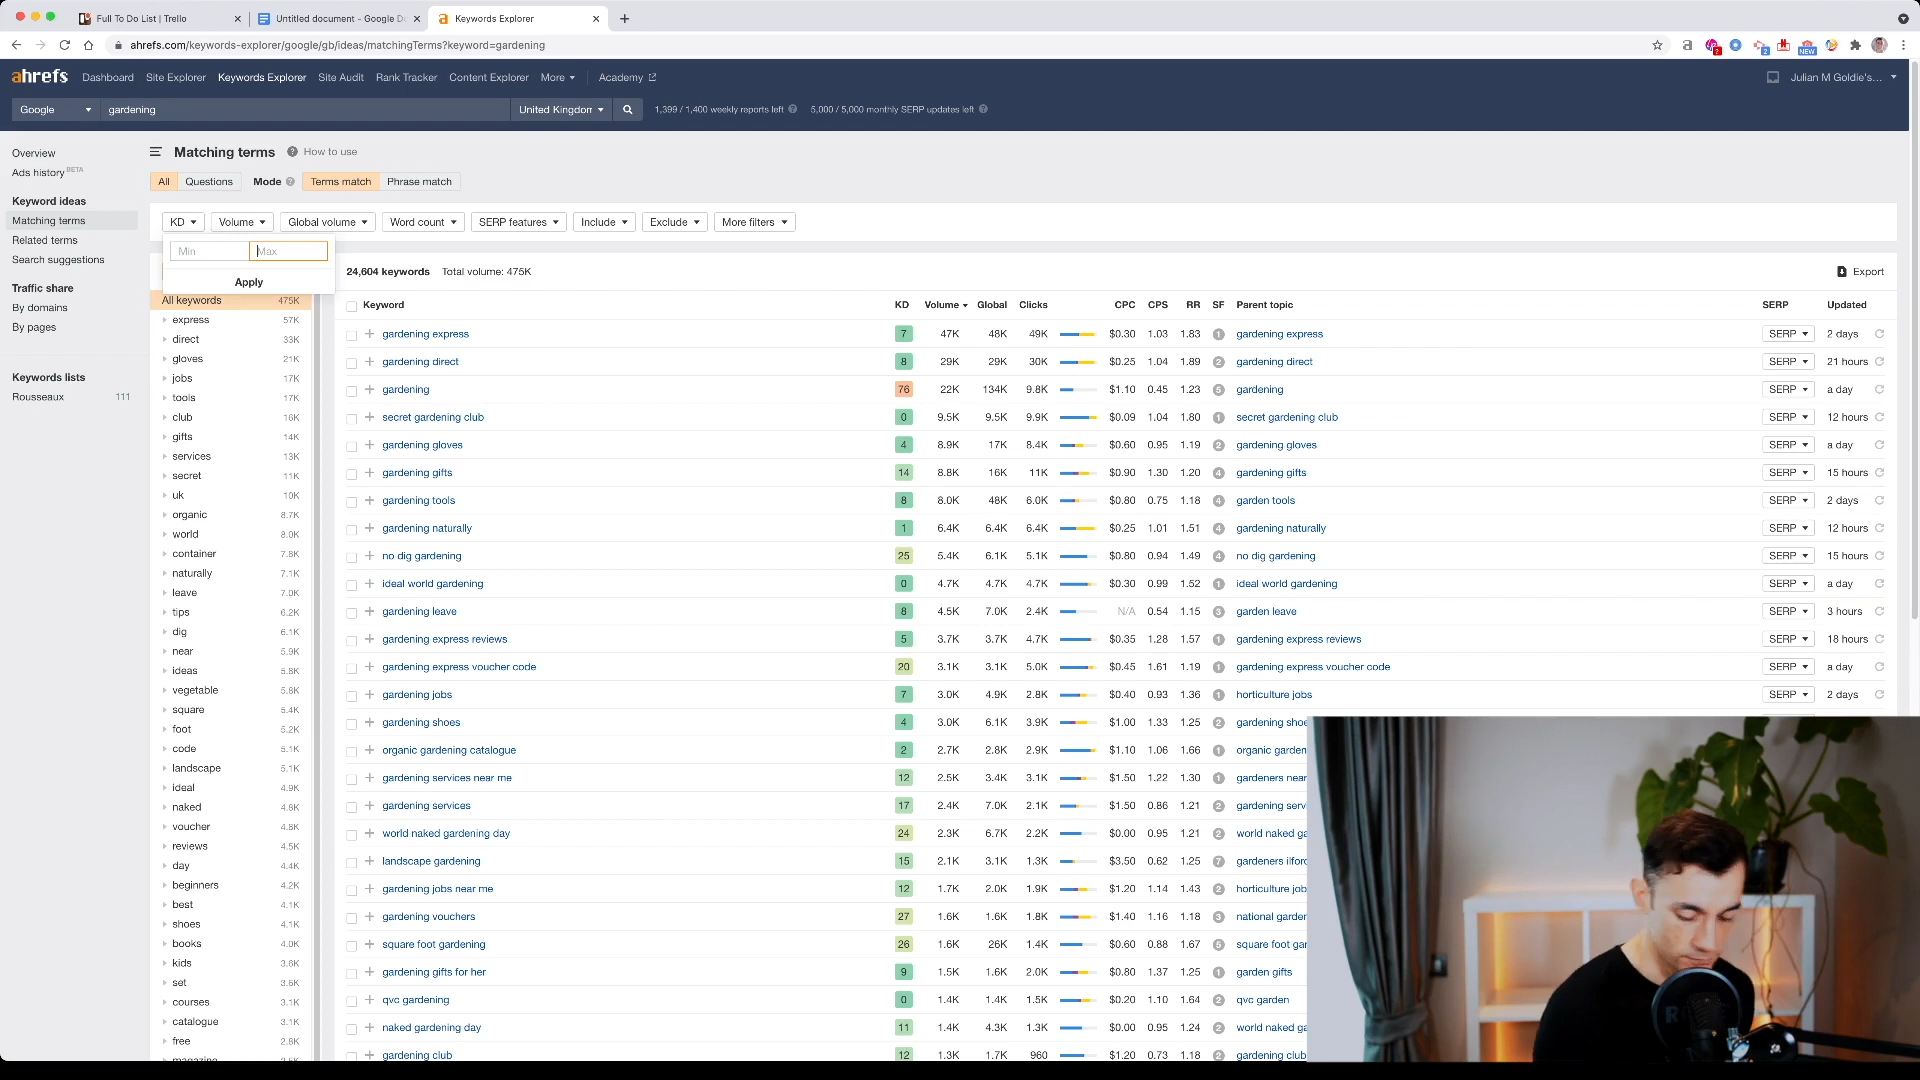 Full To Do List | Trello
Untitled document - Google D
Keywords Explorer
ahrefs.com/keywords-explorer/google/gb/ideas/matchingTerms?keyword=gardening
2
2
NEW
ahrefs Dashboard Site Explorer Keywords Explorer Site Audit Rank Tracker Content Explorer More Academy Julian M Goldie's...
Google gardening United Kingdom 1,399 / 1,400 weekly reports left 5,000 / 5,000 monthly SERP updates left
Overview
Ads history BETA
Keyword ideas
Matching terms
Related terms
Search suggestions
Traffic share
By domains
By pages
Keywords lists
Rousseaux 111
Matching terms How to use
All Questions Mode Terms match Phrase match
KD Volume Global volume Word count SERP features Include Exclude More filters
Min Max
Apply
All keywords 475K
express 57K
direct 33K
gloves 21K
jobs 17K
tools 17K
club 16K
gifts 14K
services 13K
secret 11K
uk 10K
organic 8.7K
world 8.0K
container 7.8K
naturally 7.1K
leave 7.0K
tips 6.2K
dig 6.1K
near 5.9K
ideas 5.8K
vegetable 5.8K
square 5.4K
foot 5.2K
code 5.1K
landscape 5.1K
ideal 4.9K
naked 4.8K
voucher 4.8K
reviews 4.5K
day 4.4K
beginners 4.2K
best 4.1K
shoes 4.1K
books 4.0K
kids 3.6K
set 3.6K
courses 3.1K
catalogue 3.1K
free 2.8K
24,604 keywords Total volume: 475K Export
Keyword KD Volume Global Clicks CPC CPS RR SF Parent topic SERP Updated
gardening express 7 47K 48K 49K $0.30 1.03 1.83 1 gardening express SERP 2 days
gardening direct 8 29K 29K 30K $0.25 1.04 1.89 2 gardening direct SERP 21 hours
gardening 76 22K 134K 9.8K $1.10 0.45 1.23 5 gardening SERP a day
secret gardening club 0 9.5K 9.5K 9.9K $0.09 1.04 1.80 1 secret gardening club SERP 12 hours
gardening gloves 4 8.9K 17K 8.4K $0.60 0.95 1.19 2 gardening gloves SERP a day
gardening gifts 14 8.8K 16K 11K $0.90 1.30 1.20 4 gardening gifts SERP 15 hours
gardening tools 8 8.0K 48K 6.0K $0.80 0.75 1.18 4 garden tools SERP 2 days
gardening naturally 1 6.4K 6.4K 6.4K $0.25 1.01 1.51 4 gardening naturally SERP 12 hours
no dig gardening 25 5.4K 6.1K 5.1K $0.80 0.94 1.49 4 no dig gardening SERP 15 hours
ideal world gardening 0 4.7K 4.7K 4.7K $0.30 0.99 1.52 1 ideal world gardening SERP a day
gardening leave 8 4.5K 7.0K 2.4K N/A 0.54 1.15 3 garden leave SERP 3 hours
gardening express reviews 5 3.7K 3.7K 4.7K $0.35 1.28 1.57 1 gardening express reviews SERP 18 hours
gardening express voucher code 20 3.1K 3.1K 5.0K $0.45 1.61 1.19 1 gardening express voucher code SERP a day
gardening jobs 7 3.0K 4.9K 2.8K $0.40 0.93 1.36 1 horticulture jobs SERP 2 days
gardening shoes 4 3.0K 6.1K 3.9K $1.00 1.33 1.25 2 gardening shoe
organic gardening catalogue 2 2.7K 2.8K 2.9K $1.10 1.06 1.66 1 organic garden
gardening services near me 12 2.5K 3.4K 3.1K $1.50 1.22 1.30 1 gardeners near
gardening services 17 2.4K 7.0K 2.1K $1.50 0.86 1.21 2 gardening serv
world naked gardening day 24 2.3K 6.7K 2.2K $0.00 0.95 1.21 2 world naked ga
landscape gardening 15 2.1K 3.1K 1.3K $3.50 0.62 1.25 7 gardeners ilfor
gardening jobs near me 12 1.7K 2.0K 1.9K $1.20 1.14 1.43 2 horticulture job
gardening vouchers 27 1.6K 1.6K 1.8K $1.40 1.16 1.18 3 national garden
square foot gardening 26 1.6K 26K 1.4K $0.60 0.88 1.67 5 square foot gar
gardening gifts for her 9 1.5K 1.6K 2.0K $0.80 1.37 1.25 1 garden gifts
qvc gardening 0 1.4K 1.4K 1.5K $0.20 1.10 1.64 2 qvc garden
naked gardening day 11 1.4K 4.3K 1.3K $0.00 0.95 1.24 2 world naked ga
gardening club 12 1.3K 1.7K 960 $1.20 0.73 1.18 2 gardening club